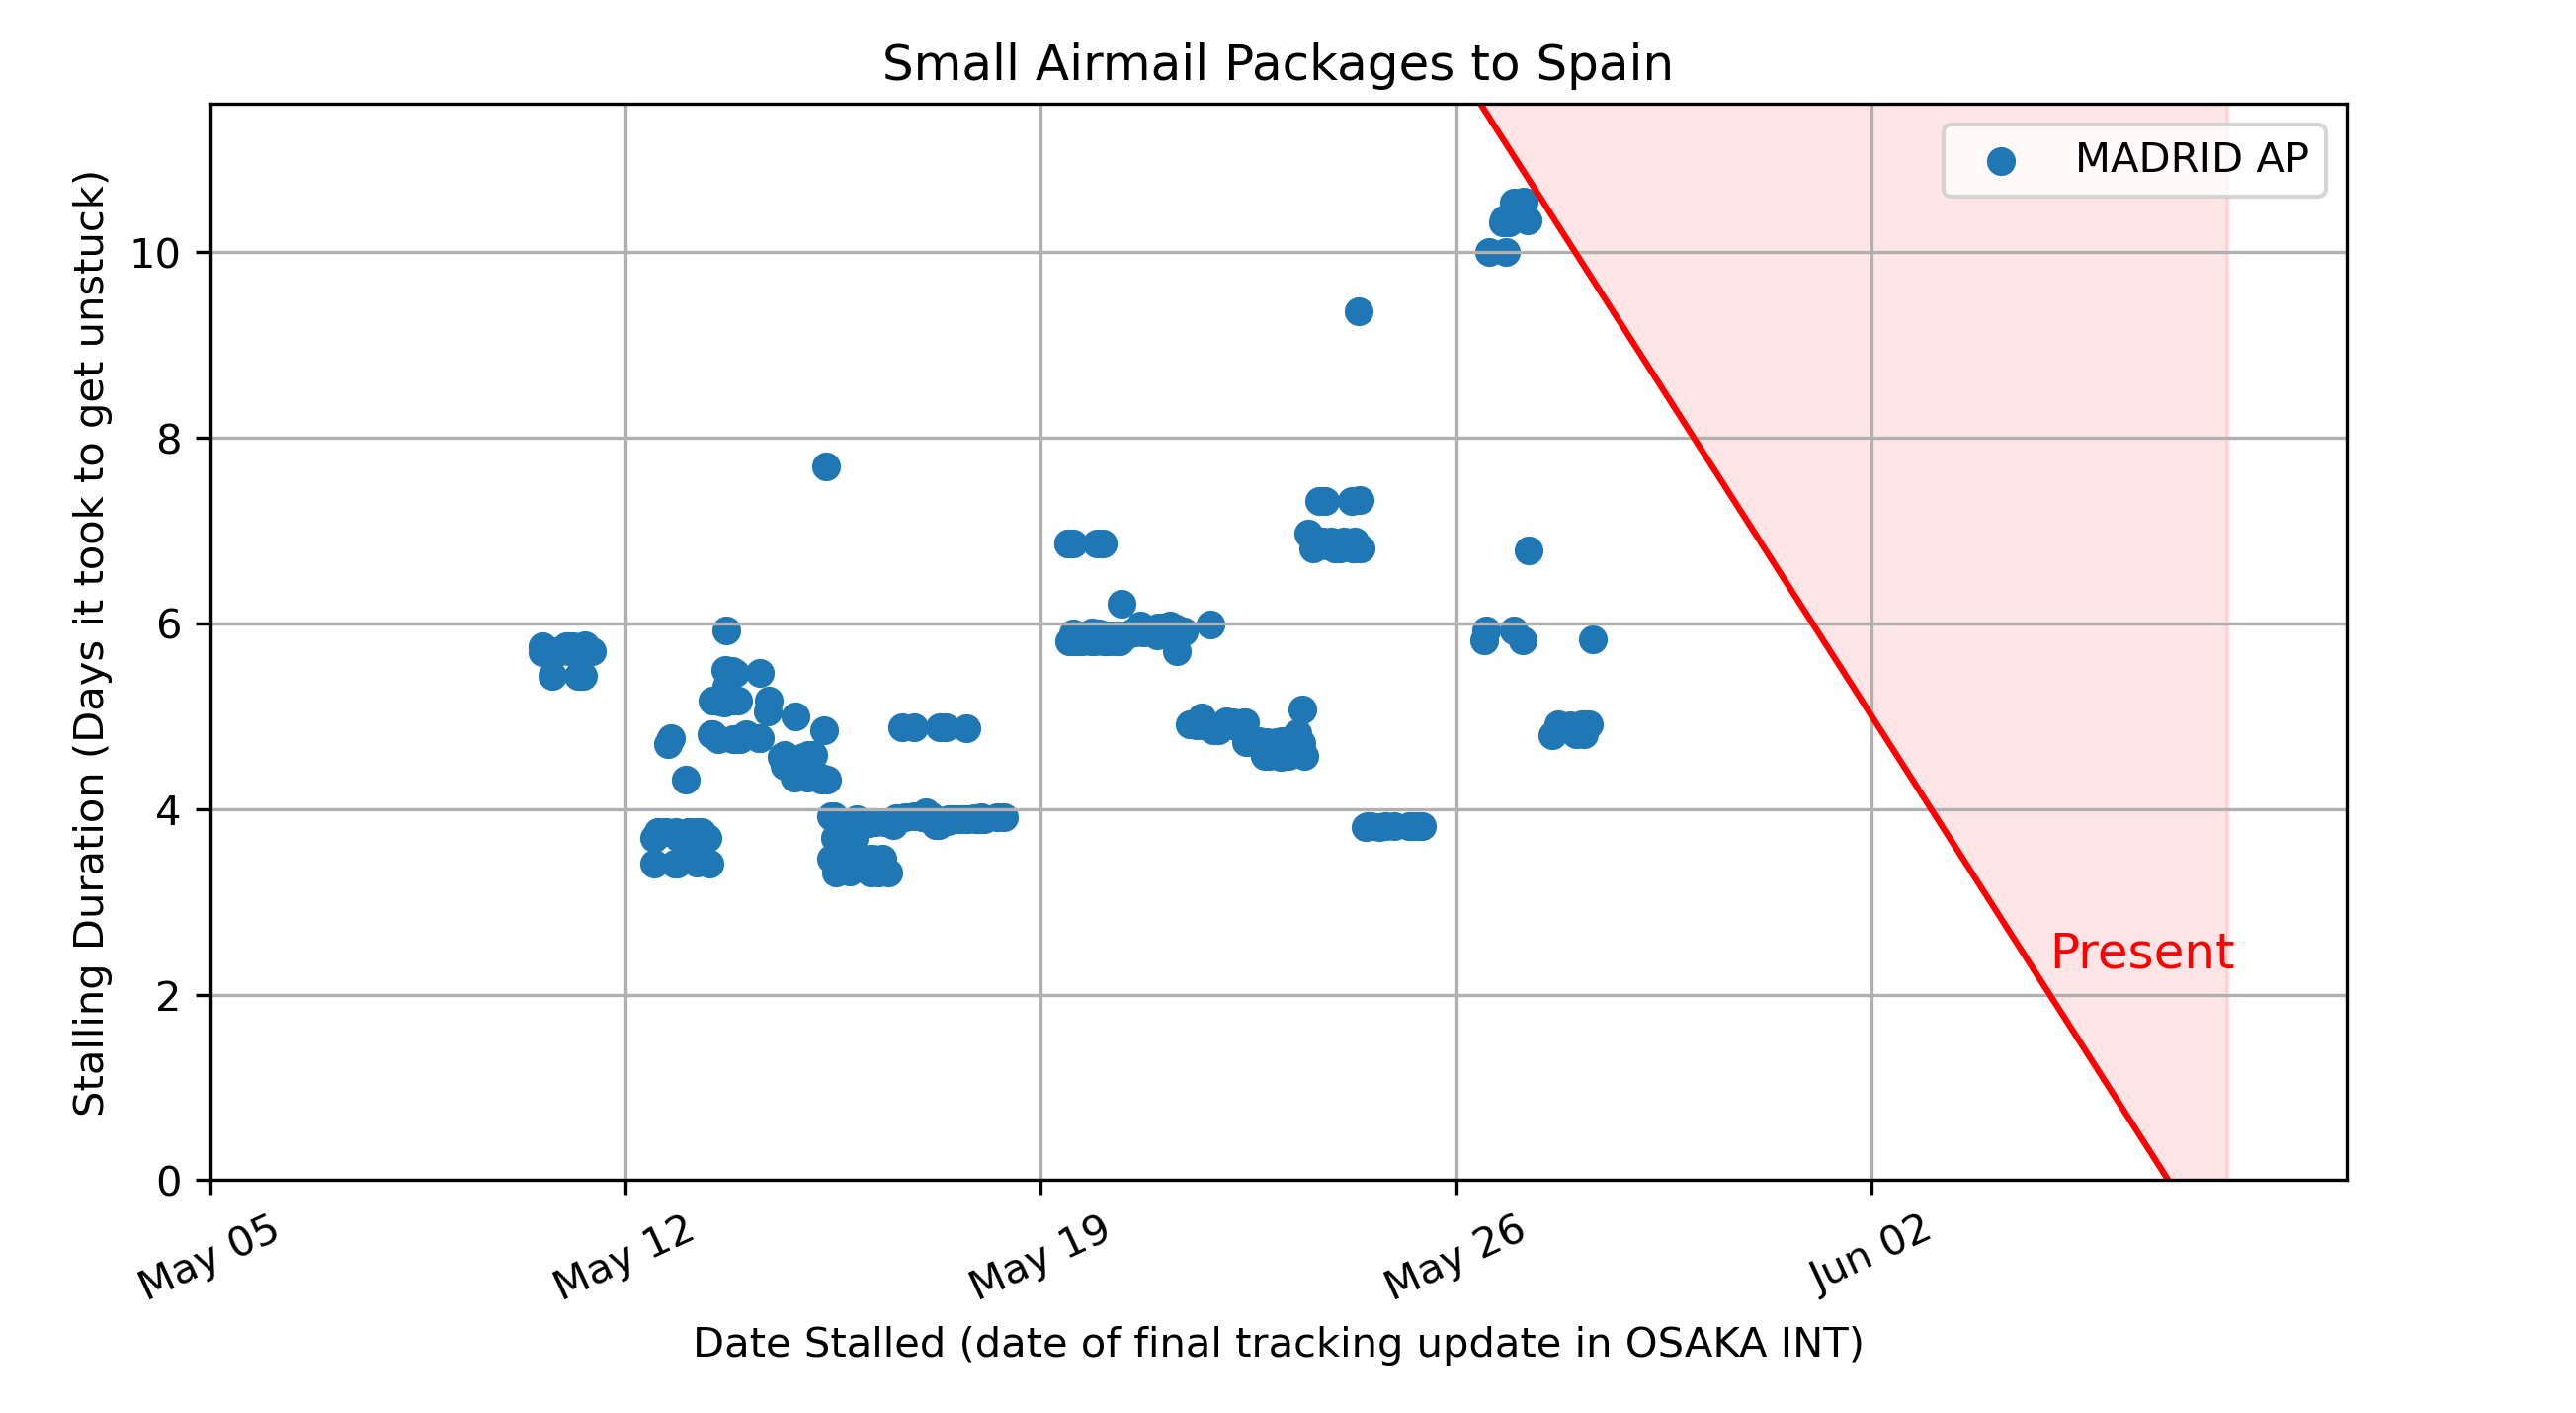 Small Airmail Packages to Spain
MADRID AP
Stalling Duration (Days it took to get unstuck)
10
8
6
4
2
0
Present
May 05
May 12
May 19
May 26
Jun 02
Date Stalled (date of final tracking update in OSAKA INT)